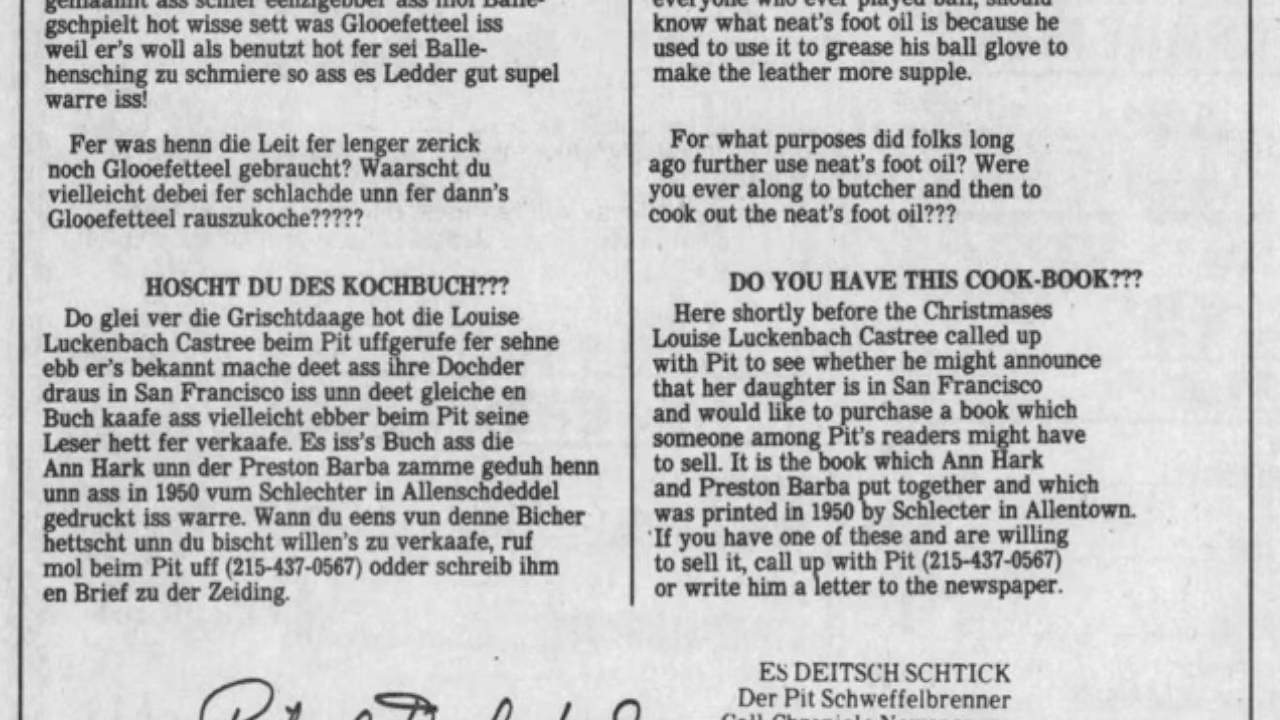 gemaahnt ass schier eenzigebber ass mol Balle-
gschpielt hot wisse sett was Glooefetteel iss
weil er's woll als benutzt hot fer sei Balle-
hensching zu schmiere so ass es Ledder gut supel
warre iss!
Fer was henn die Leit fer lenger zerick
noch Glooefetteel gebraucht? Waarscht du
vielleicht debei fer schlachde unn fer dann's
Glooefetteel rauszukoche?????
HOSCHT DU DES KOCHBUCH???
Do glei ver die Grischtdaage hot die Louise
Luckenbach Castree beim Pit uffgerufe fer sehne
ebb er's bekannt mache deet ass ihre Dochder
draus in San Francisco iss unn deet gleiche en
Buch kaafe ass vielleicht ebber beim Pit seine
Leser hett fer verkaafe. Es iss's Buch ass die
Ann Hark unn der Preston Barba zamme geduh henn
unn ass in 1950 vum Schlechter in Allenschdeddel
gedruckt iss warre. Wann du eens vun denne Bicher
hettscht unn du bischt willen's zu verkaafe, ruf
mol beim Pit uff (215-437-0567) odder schreib ihm
en Brief zu der Zeiding.
everyone who ever played ball, should
know what neat's foot oil is because he
used to use it to grease his ball glove to
make the leather more supple.
For what purposes did folks long
ago further use neat's foot oil? Were
you ever along to butcher and then to
cook out the neat's foot oil???
DO YOU HAVE THIS COOK-BOOK???
Here shortly before the Christmases
Louise Luckenbach Castree called up
with Pit to see whether he might announce
that her daughter is in San Francisco
and would like to purchase a book which
someone among Pit's readers might have
to sell. It is the book which Ann Hark
and Preston Barba put together and which
was printed in 1950 by Schlecter in Allentown.
If you have one of these and are willing
to sell it, call up with Pit (215-437-0567)
or write him a letter to the newspaper.
ES DEITSCH SCHTICK
Der Pit Schweffelbrenner